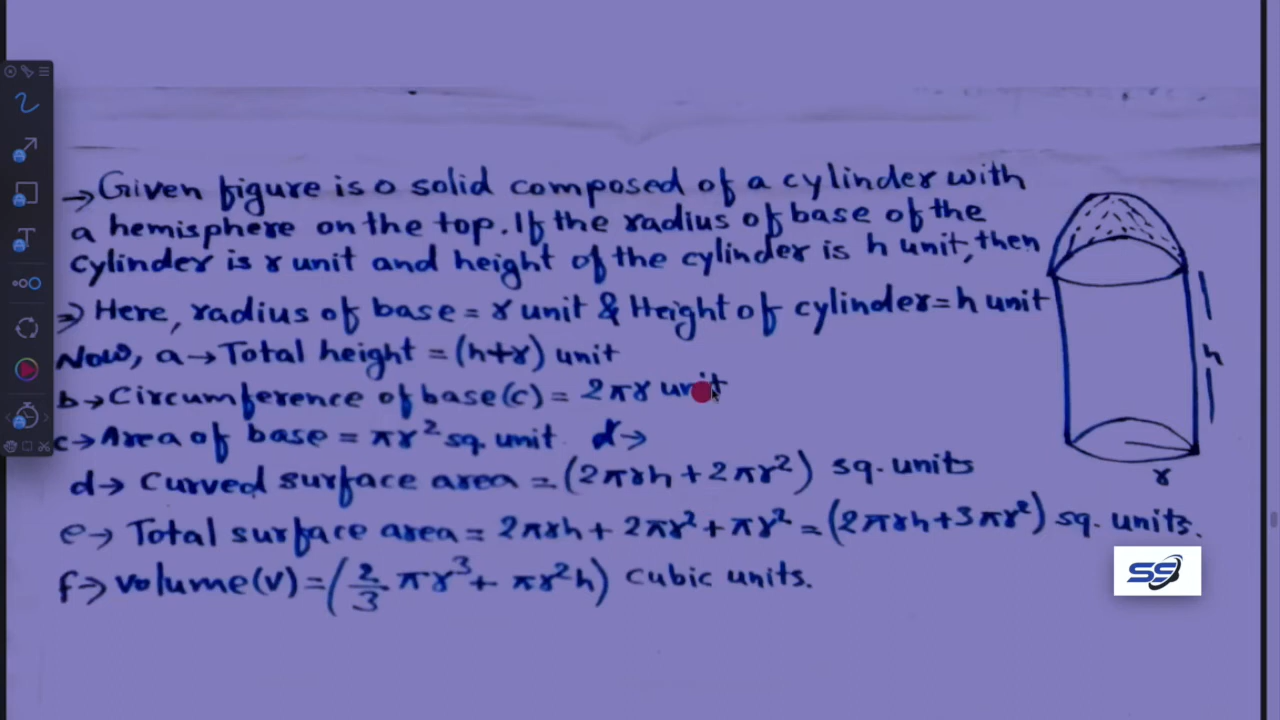 → Given figure is a solid composed of a cylinder with
a hemisphere on the top. If the radius of base of the
cylinder is r unit and height of the cylinder is h unit, then
⇒ Here, radius of base = r unit & Height of cylinder = h unit
Now, a → Total height = (h+r) unit
b → Circumference of base(c) = 2πr unit
c → Area of base = πr² sq. unit d →
d → Curved surface area = (2πrh + 2πr²) sq. units
e → Total surface area = 2πrh + 2πr² + πr² = (2πrh + 3πr²) sq. units.
f → Volume(v) = (2/3 πr³ + πr²h) cubic units.
h
r
SS